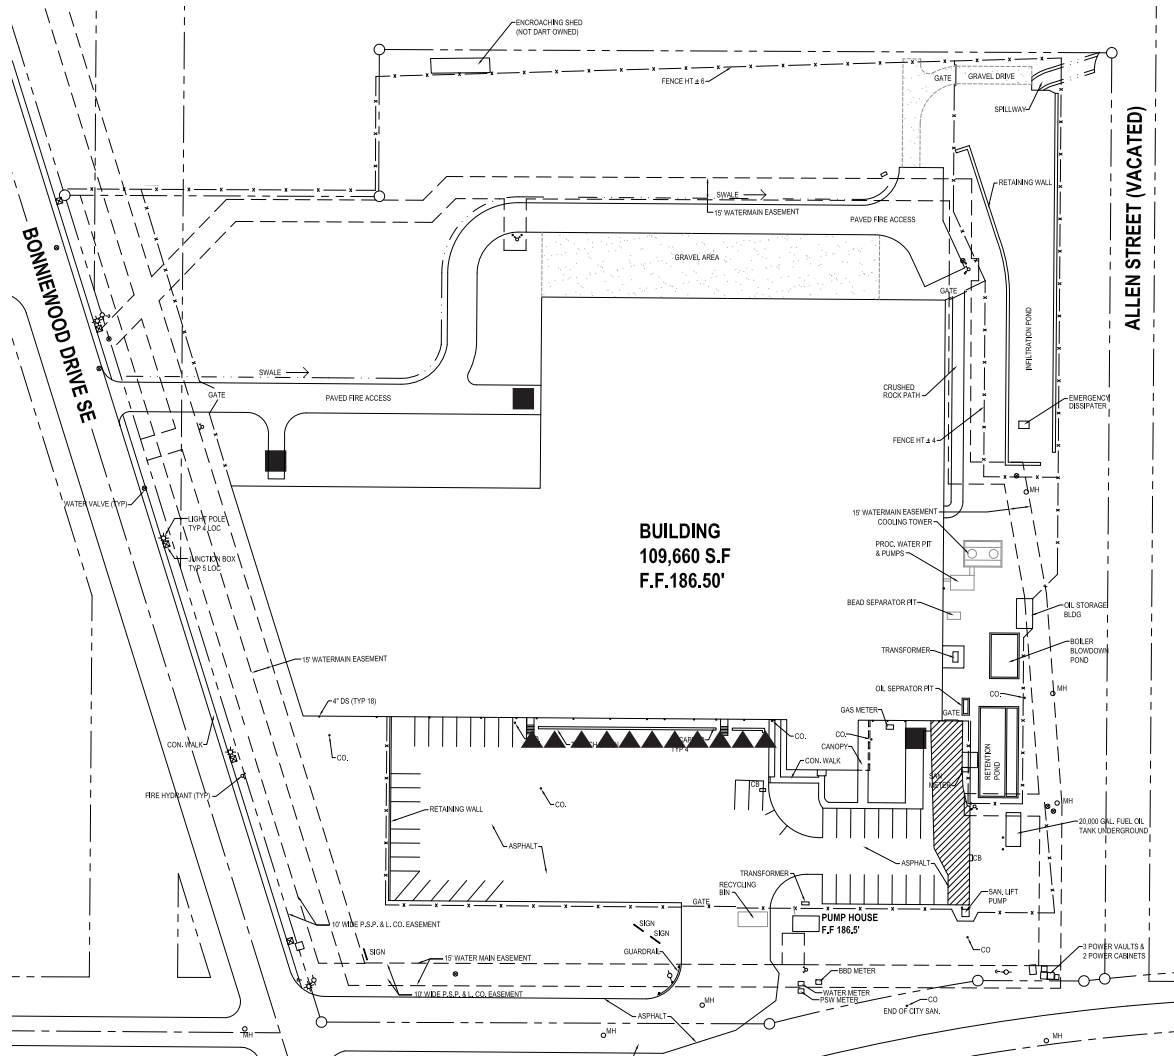 ENCROACHING SHED
(NOT DART OWNED)
FENCE HT ± 6
GATE
GRAVEL DRIVE
SPILLWAY
ALLEN STREET (VACATED)
RETAINING WALL
SWALE
15' WATERMAIN EASEMENT
PAVED FIRE ACCESS
BONNIEWOOD DRIVE SE
GRAVEL AREA
GATE
INFILTRATION POND
SWALE
GATE
PAVED FIRE ACCESS
CRUSHED
ROCK PATH
EMERGENCY
DISSIPATER
FENCE HT ± 4
WATER VALVE (TYP)
MH
LIGHT POLE
TYP 4 LOC
15' WATERMAIN EASEMENT
COOLING TOWER
BUILDING
109,660 S.F
F.F.186.50'
JUNCTION BOX
TYP 5 LOC
PROC. WATER PIT
& PUMPS
BEAD SEPARATOR PIT
OIL STORAGE
BLDG
BOILER
BLOWDOWN
POND
TRANSFORMER
15' WATERMAIN EASEMENT
OIL SEPRATOR PIT
CO.
MH
4" DS (TYP 18)
GAS METER
GATE
CO.
CO.
TYP 4
CON. WALK
CANOPY
CO.
CON. WALK
RETENTION
POND
SAN.
METER
CB
FIRE HYDRANT (TYP)
CO.
RETAINING WALL
MH
20,000 GAL. FUEL OIL
TANK UNDERGROUND
ASPHALT
ASPHALT
CB
TRANSFORMER
RECYCLING
BIN
GATE
SAN. LIFT
PUMP
PUMP HOUSE
F.F 186.5'
10' WIDE P.S.P. & L. CO. EASEMENT
SIGN
SIGN
SIGN
GUARDRAIL
CO
3 POWER VAULTS &
2 POWER CABINETS
15' WATER MAIN EASEMENT
BBD METER
10' WIDE P.S.P. & L. CO. EASEMENT
WATER METER
PSW METER
MH
CO
END OF CITY SAN.
ASPHALT
MH
MH
MH